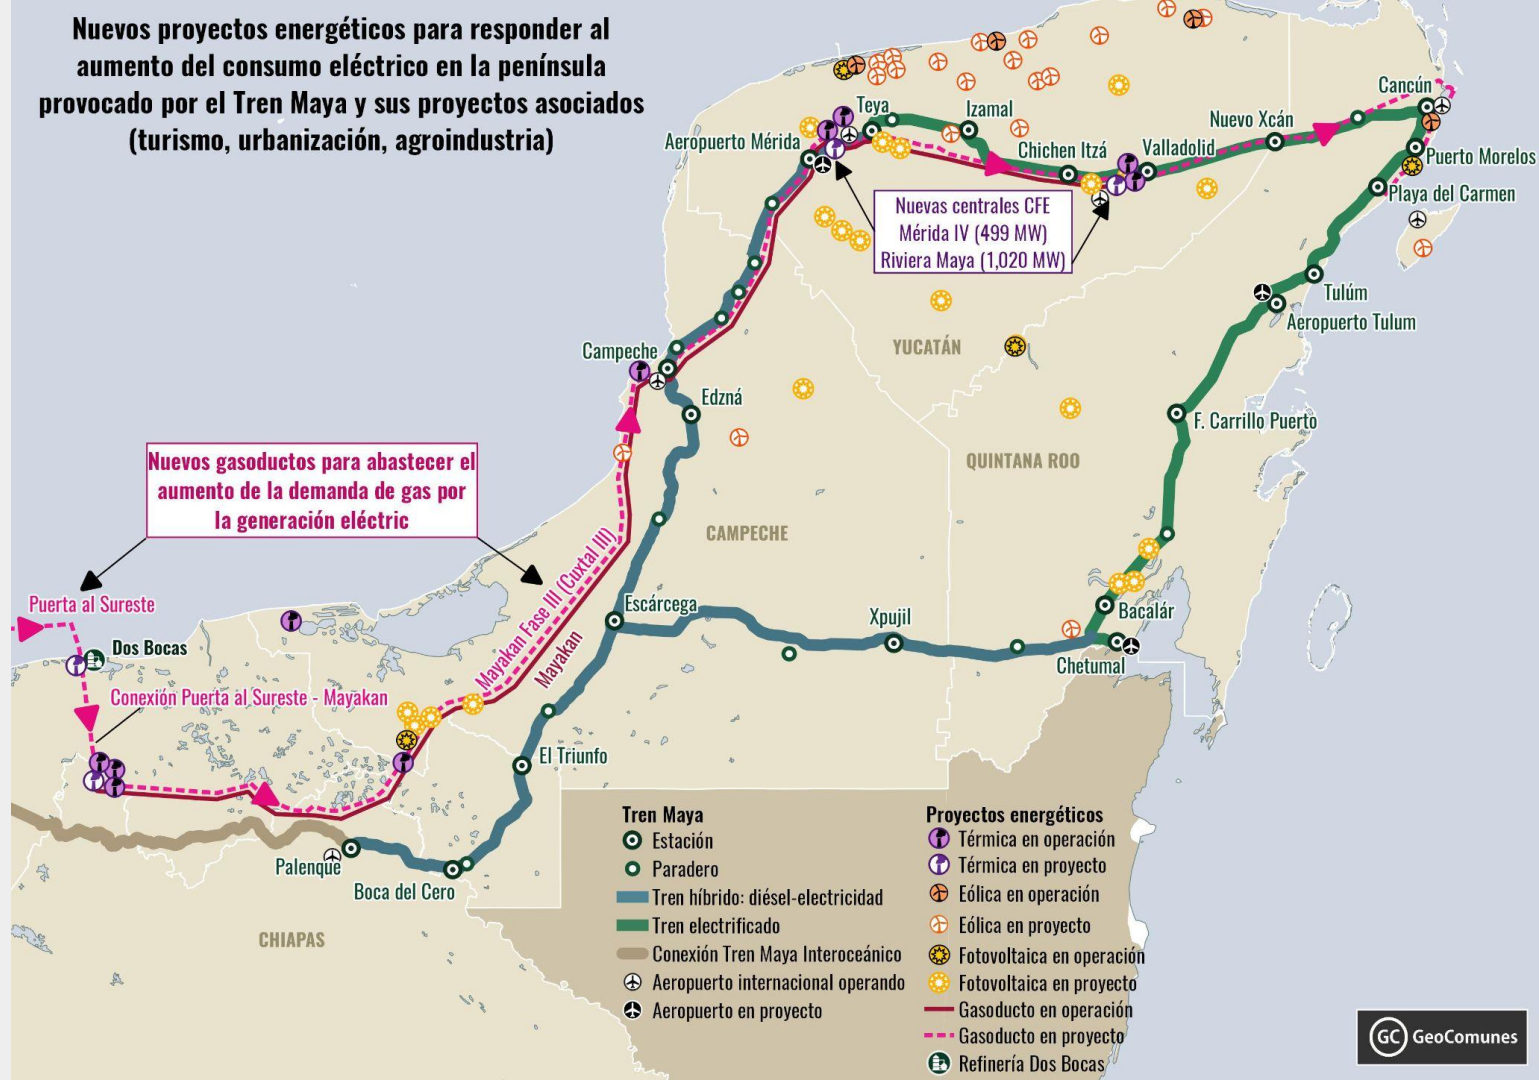 Nuevos proyectos energéticos para responder al
aumento del consumo eléctrico en la península
provocado por el Tren Maya y sus proyectos asociados
(turismo, urbanización, agroindustria)
Cancún
Teya
Izamal
Nuevo Xcán
Aeropuerto Mérida
Chichen Itzá
Valladolid
Puerto Morelos
Playa del Carmen
Nuevas centrales CFE
Mérida IV (499 MW)
Riviera Maya (1,020 MW)
Tulúm
Aeropuerto Tulum
YUCATÁN
Campeche
Edzná
F. Carrillo Puerto
Nuevos gasoductos para abastecer el
aumento de la demanda de gas por
la generación eléctric
QUINTANA ROO
CAMPECHE
Mayakan Fase III (Cuxtal III)
Mayakan
Puerta al Sureste
Escárcega
Xpujil
Bacalár
Dos Bocas
Chetumal
Conexión Puerta al Sureste - Mayakan
El Triunfo
Palenque
Boca del Cero
CHIAPAS
Tren Maya
Estación
Paradero
Tren híbrido: diésel-electricidad
Tren electrificado
Conexión Tren Maya Interoceánico
Aeropuerto internacional operando
Aeropuerto en proyecto
Proyectos energéticos
Térmica en operación
Térmica en proyecto
Eólica en operación
Eólica en proyecto
Fotovoltaica en operación
Fotovoltaica en proyecto
Gasoducto en operación
Gasoducto en proyecto
Refinería Dos Bocas
GC GeoComunes